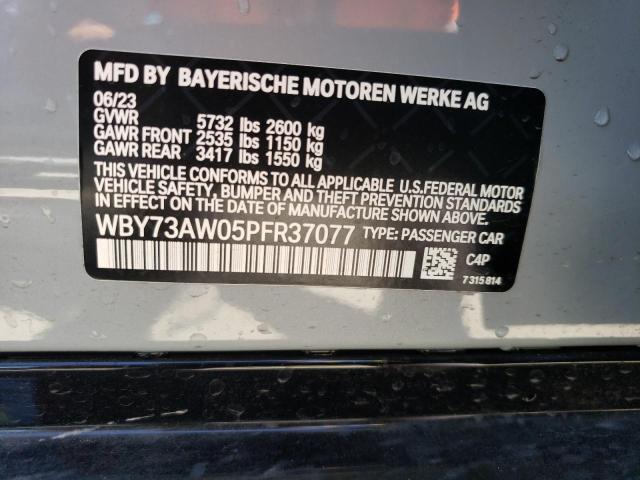 MFD BY BAYERISCHE MOTOREN WERKE AG
06/23
GVWR 5732 lbs 2600 kg
GAWR FRONT 2535 lbs 1150 kg
GAWR REAR 3417 lbs 1550 kg
THIS VEHICLE CONFORMS TO ALL APPLICABLE U.S.FEDERAL MOTOR
VEHICLE SAFETY, BUMPER AND THEFT PREVENTION STANDARDS
IN EFFECT ON THE DATE OF MANUFACTURE SHOWN ABOVE.
WBY73AW05PFR37077 TYPE: PASSENGER CAR
C4P
7315814